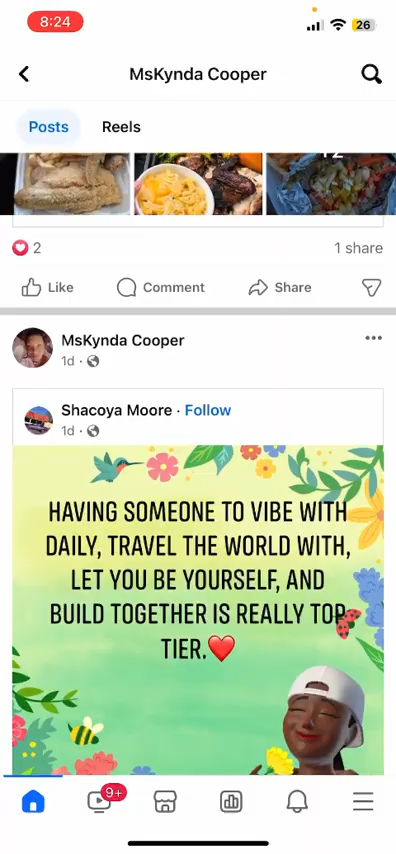 8:24
26
MsKynda Cooper
Posts
Reels
2
1 share
Like
Comment
Share
MsKynda Cooper
1d ·
Shacoya Moore · Follow
1d ·
HAVING SOMEONE TO VIBE WITH
DAILY, TRAVEL THE WORLD WITH,
LET YOU BE YOURSELF, AND
BUILD TOGETHER IS REALLY TOP
TIER.❤️
9+